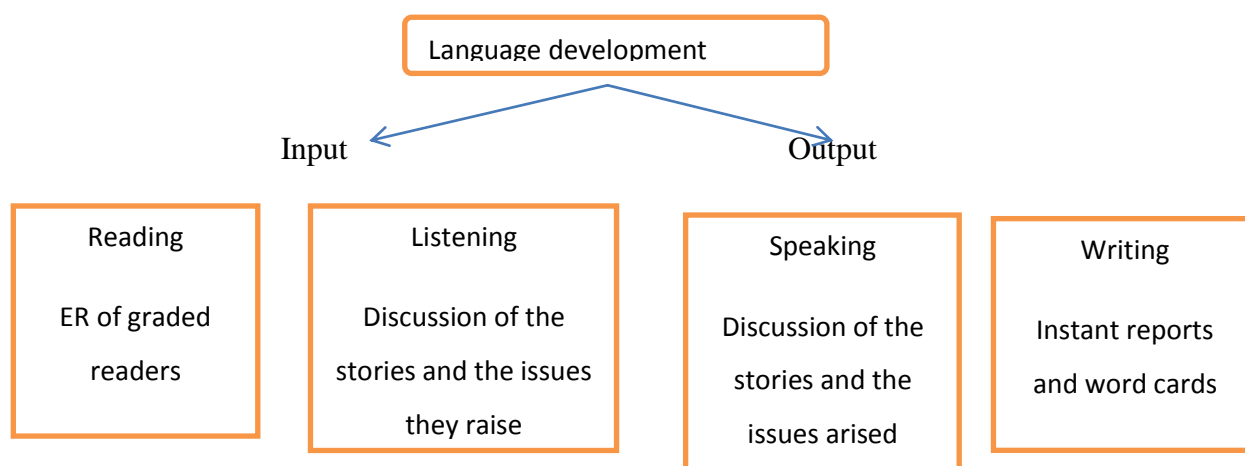 Language development
Input
Output
Reading
ER of graded
readers
Listening
Discussion of the
stories and the issues
they raise
Speaking
Discussion of the
stories and the
issues arised
Writing
Instant reports
and word cards